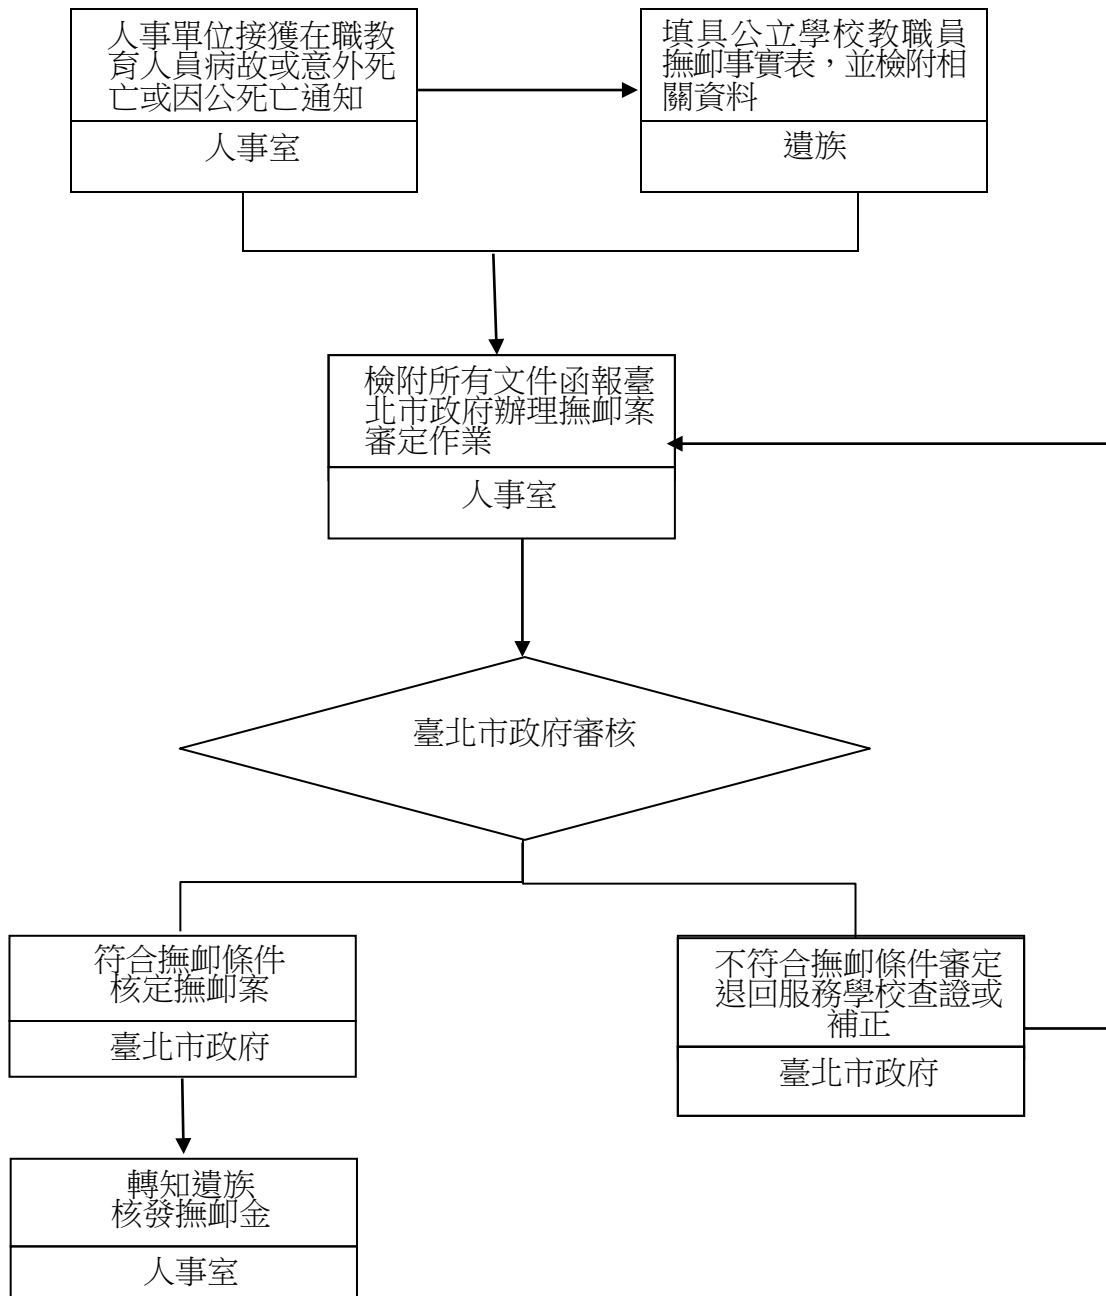 人事單位接獲在職教
育人員病故或意外死
亡或因公死亡通知
人事室
填具公立學校教職員
撫卹事實表，並檢附相
關資料
遺族
檢附所有文件函報臺
北市政府辦理撫卹案
審定作業
人事室
臺北市政府審核
符合撫卹條件
核定撫卹案
臺北市政府
不符合撫卹條件審定
退回服務學校查證或
補正
臺北市政府
轉知遺族
核發撫卹金
人事室